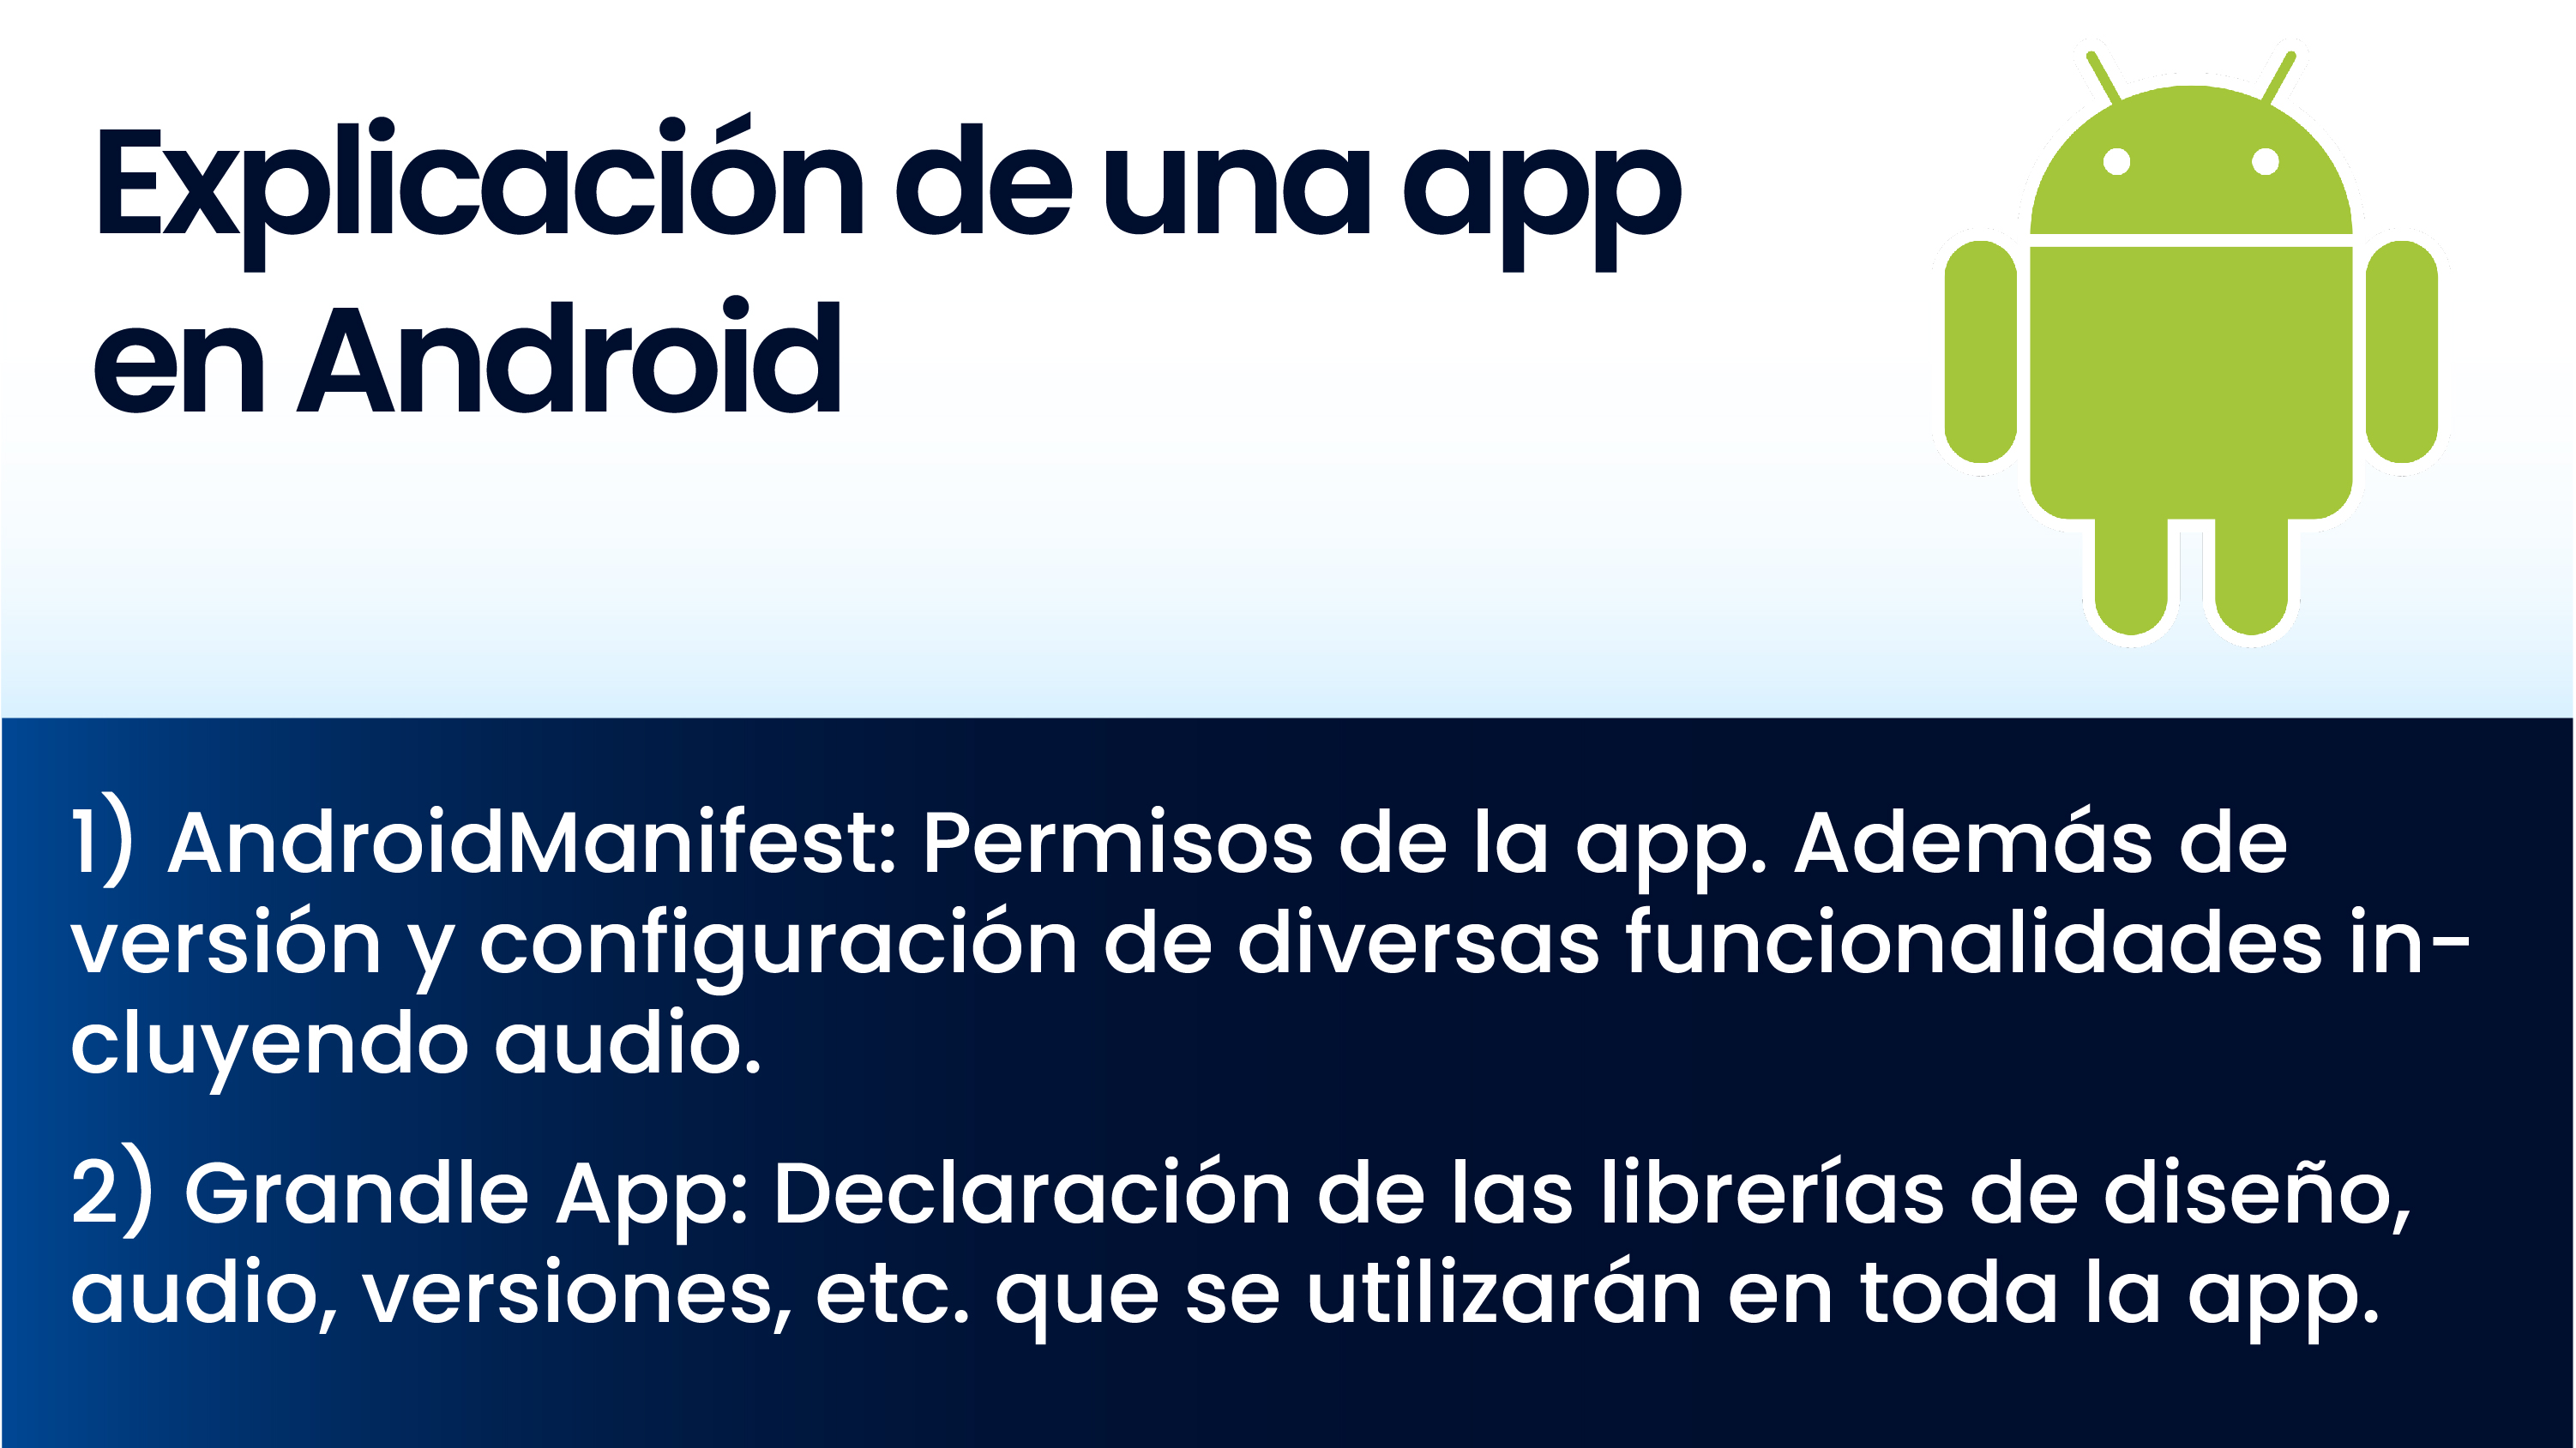 Explicación de una app
en Android
1) AndroidManifest: Permisos de la app. Además de
versión y configuración de diversas funcionalidades in-
cluyendo audio.
2) Grandle App: Declaración de las librerías de diseño,
audio, versiones, etc. que se utilizarán en toda la app.